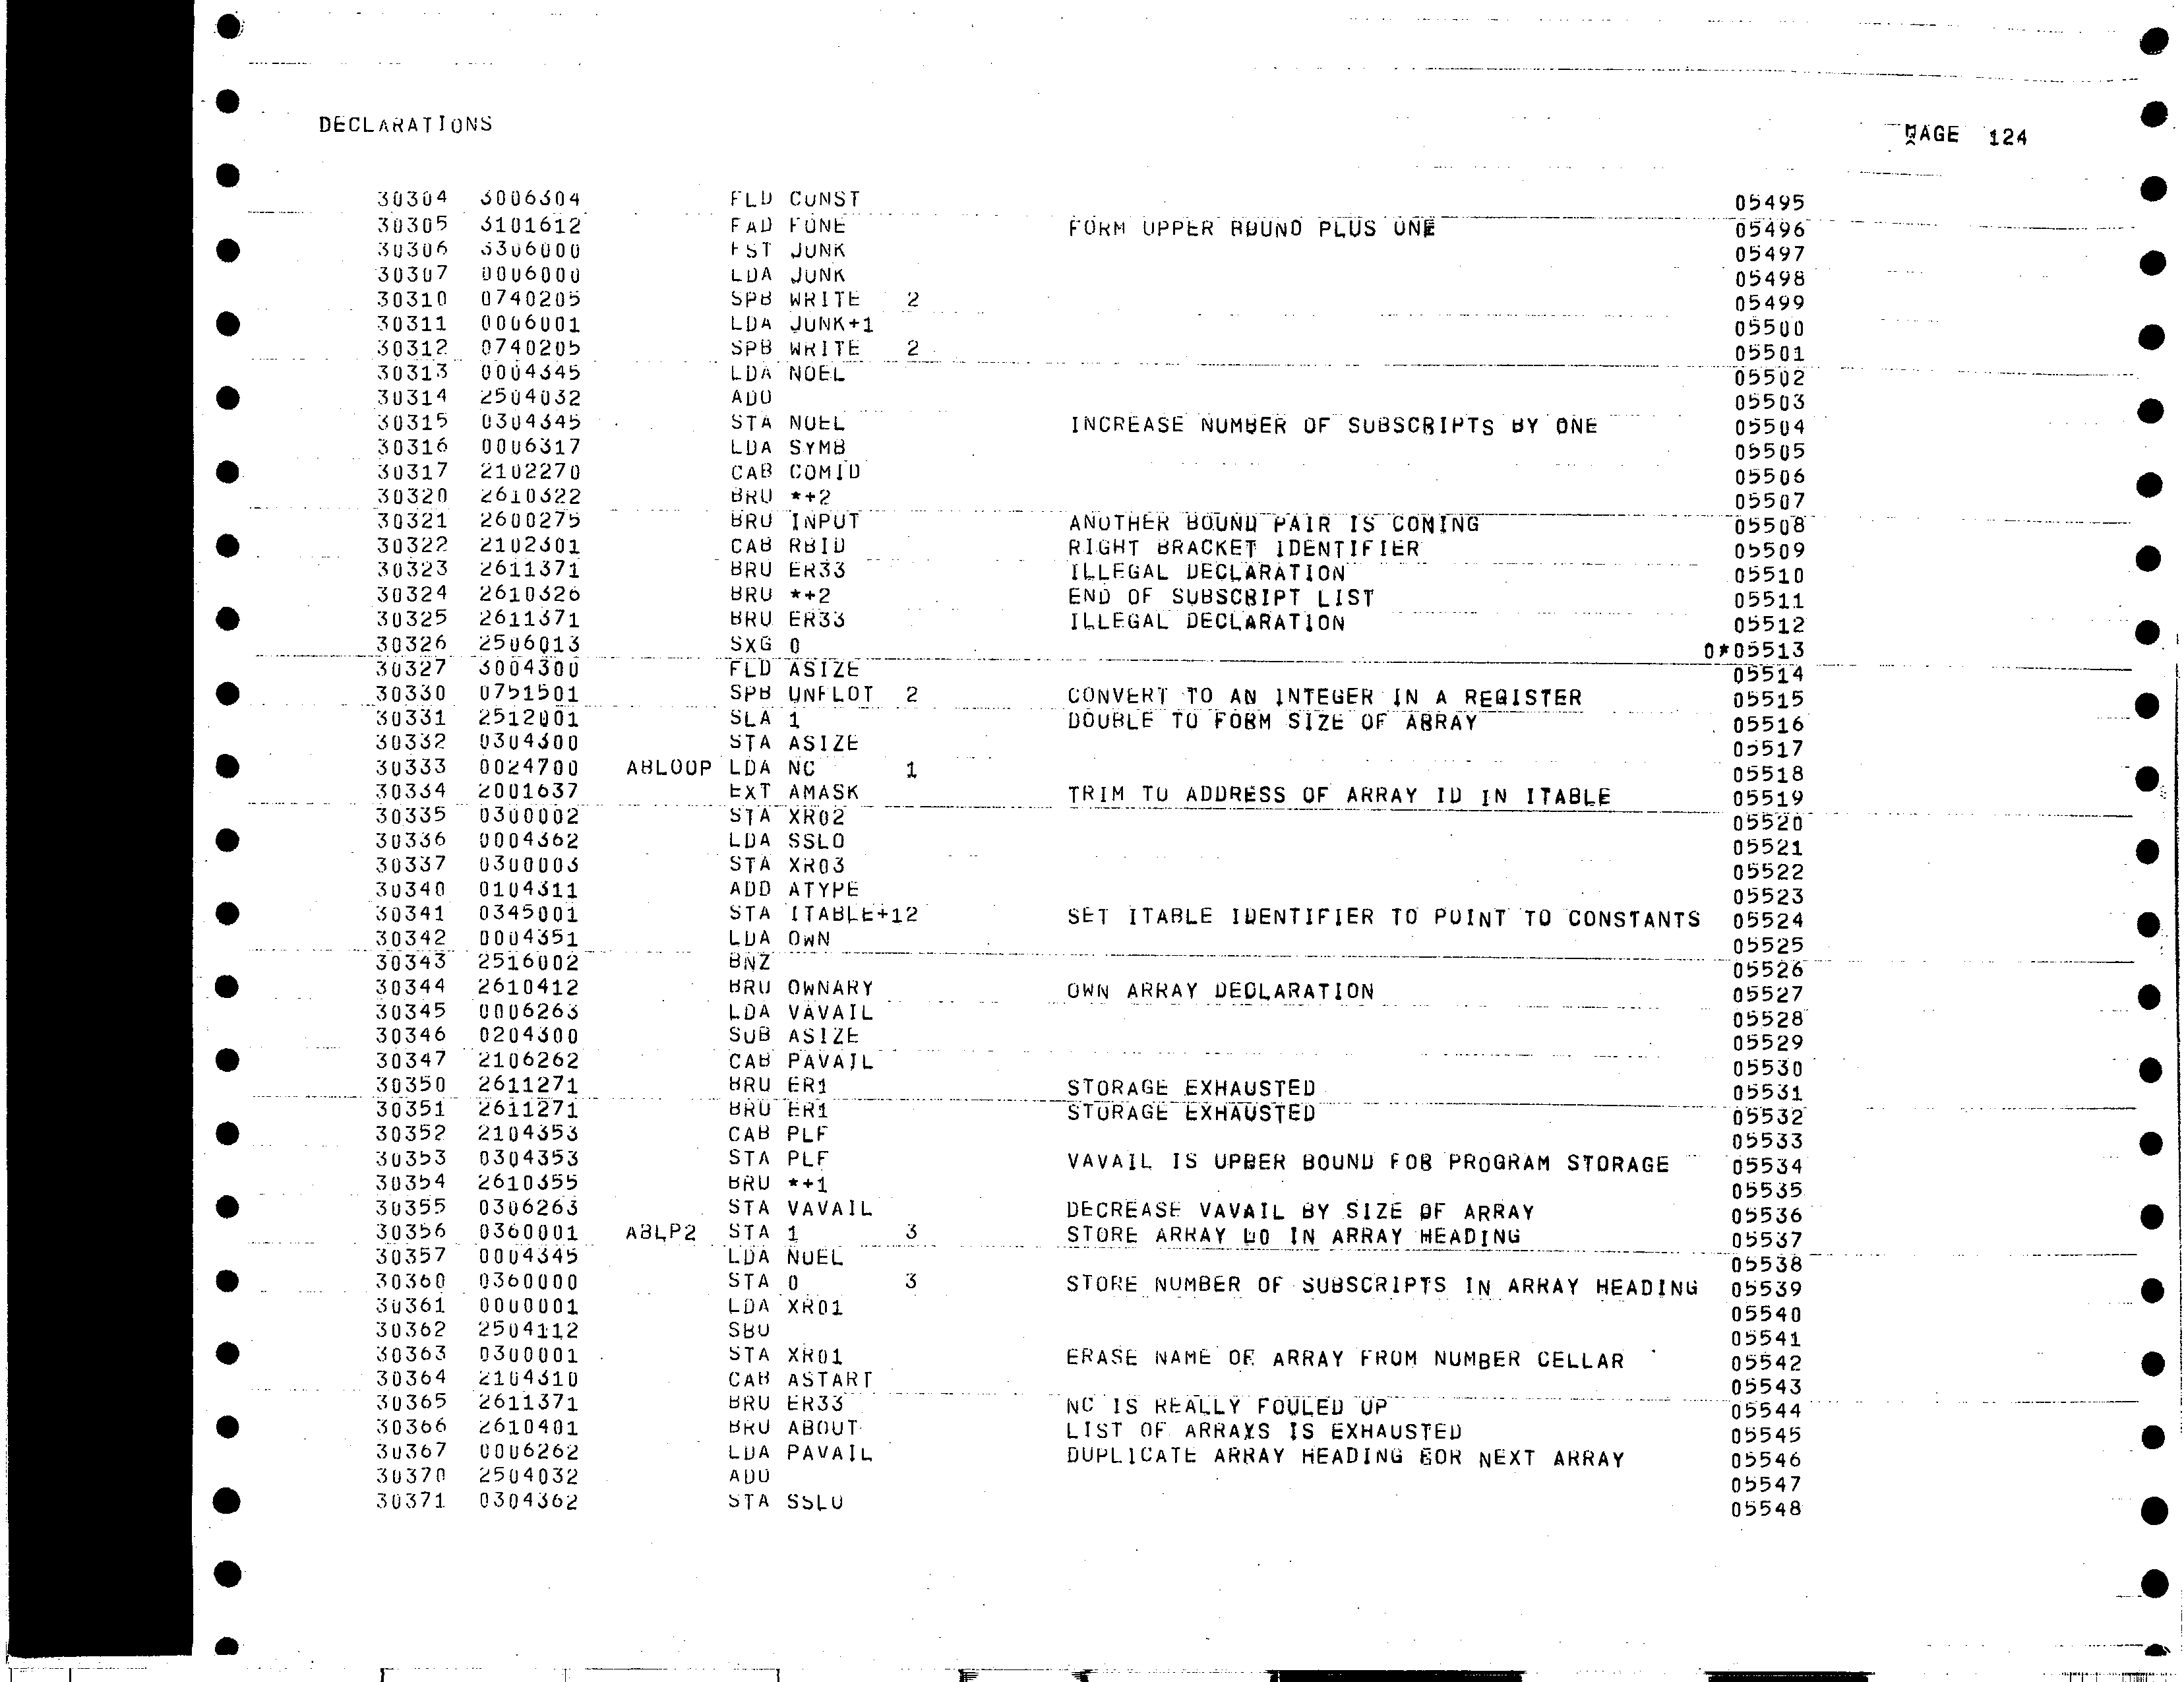 DECLARATIONS PAGE 124
30304 3006304 FLD CONST 05495
30305 3101612 FAD FONE FORM UPPER BOUND PLUS ONE 05496
30306 3306000 FST JUNK 05497
30307 0006000 LDA JUNK 05498
30310 0740205 SPB WRITE 2 05499
30311 0006001 LDA JUNK+1 05500
30312 0740205 SPB WRITE 2 05501
30313 0004345 LDA NOEL 05502
30314 2504032 ADO 05503
30315 0304345 STA NOEL INCREASE NUMBER OF SUBSCRIPTS BY ONE 05504
30316 0006317 LDA SYMB 05505
30317 2102270 CAB COMID 05506
30320 2610322 BRU *+2 05507
30321 2600275 BRU INPUT ANOTHER BOUND PAIR IS COMING 05508
30322 2102301 CAB RBID RIGHT BRACKET IDENTIFIER 05509
30323 2611371 BRU ER33 ILLEGAL DECLARATION 05510
30324 2610326 BRU *+2 END OF SUBSCRIPT LIST 05511
30325 2611371 BRU ER33 ILLEGAL DECLARATION 05512
30326 2506013 SXG 0 0*05513
30327 3004300 FLD ASIZE 05514
30330 0751501 SPB UNFLOT 2 CONVERT TO AN INTEGER IN A REGISTER 05515
30331 2512001 SLA 1 DOUBLE TO FORM SIZE OF ARRAY 05516
30332 0304300 STA ASIZE 05517
30333 0024700 ABLOOP LDA NC 1 05518
30334 2001637 EXT AMASK TRIM TO ADDRESS OF ARRAY ID IN ITABLE 05519
30335 0300002 STA XR02 05520
30336 0004362 LDA SSLO 05521
30337 0300003 STA XR03 05522
30340 0104311 ADD ATYPE 05523
30341 0345001 STA ITABLE+12 SET ITABLE IDENTIFIER TO POINT TO CONSTANTS 05524
30342 0004351 LDA OWN 05525
30343 2516002 BNZ 05526
30344 2610412 BRU OWNARY OWN ARRAY DECLARATION 05527
30345 0006263 LDA VAVAIL 05528
30346 0204300 SUB ASIZE 05529
30347 2106262 CAB PAVAIL 05530
30350 2611271 BRU ER1 STORAGE EXHAUSTED 05531
30351 2611271 BRU ER1 STORAGE EXHAUSTED 05532
30352 2104353 CAB PLF 05533
30353 0304353 STA PLF VAVAIL IS UPPER BOUND FOR PROGRAM STORAGE 05534
30354 2610355 BRU *+1 05535
30355 0306263 STA VAVAIL DECREASE VAVAIL BY SIZE OF ARRAY 05536
30356 0360001 ABLP2 STA 1 3 STORE ARRAY LO IN ARRAY HEADING 05537
30357 0004345 LDA NOEL 05538
30360 0360000 STA 0 3 STORE NUMBER OF SUBSCRIPTS IN ARRAY HEADING 05539
30361 0000001 LDA XR01 05540
30362 2504112 SBO 05541
30363 0300001 STA XR01 ERASE NAME OF ARRAY FROM NUMBER CELLAR 05542
30364 2104310 CAB ASTART 05543
30365 2611371 BRU ER33 NC IS REALLY FOULED UP 05544
30366 2610401 BRU ABOUT LIST OF ARRAYS IS EXHAUSTED 05545
30367 0006262 LDA PAVAIL DUPLICATE ARRAY HEADING FOR NEXT ARRAY 05546
30370 2504032 ADO 05547
30371 0304362 STA SSLO 05548